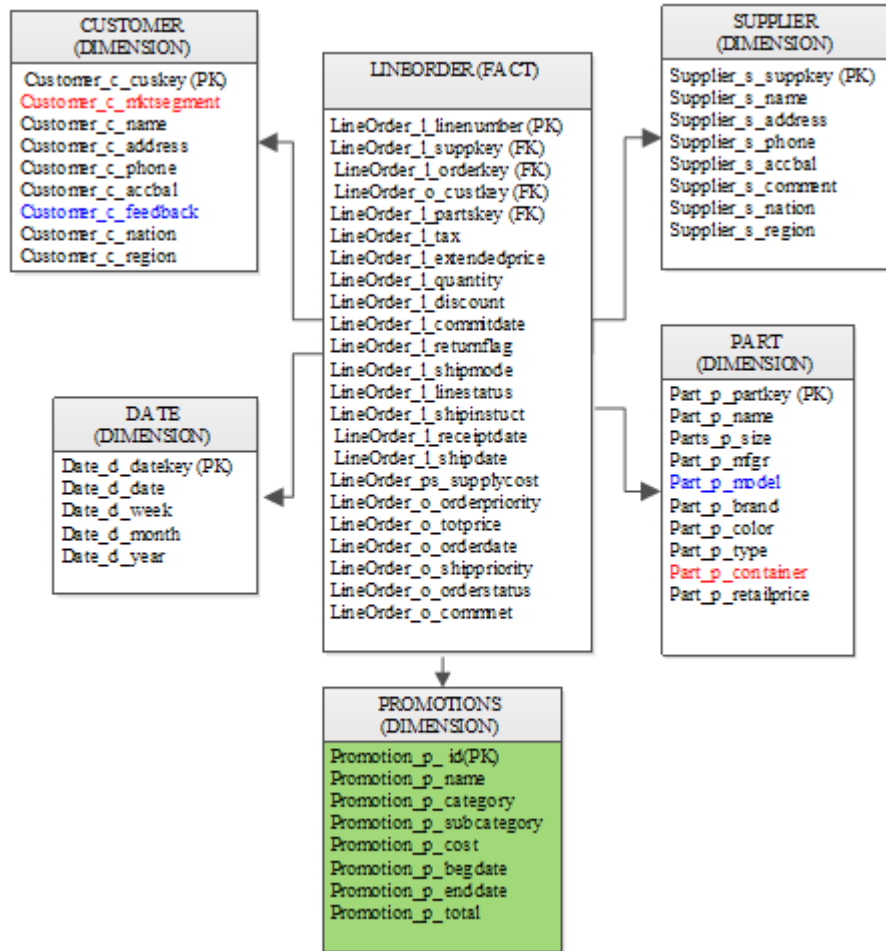 CUSTOMER
(DIMENSION)
Customer_c_cuskey (PK)
Customer_c_mktsegment
Customer_c_name
Customer_c_address
Customer_c_phone
Customer_c_accbal
Customer_c_feedback
Customer_c_nation
Customer_c_region
LINEORDER (FACT)
LineOrder_l_linenumber (PK)
LineOrder_l_suppkey (FK)
LineOrder_l_orderkey (FK)
LineOrder_o_custkey (FK)
LineOrder_l_partskey (FK)
LineOrder_l_tax
LineOrder_l_extendedprice
LineOrder_l_quantity
LineOrder_l_discount
LineOrder_l_commitdate
LineOrder_l_returnflag
LineOrder_l_shipmode
LineOrder_l_linestatus
LineOrder_l_shipinstuct
LineOrder_l_receiptdate
LineOrder_l_shipdate
LineOrder_ps_supplycost
LineOrder_o_orderpriority
LineOrder_o_totprice
LineOrder_o_orderdate
LineOrder_o_shippriority
LineOrder_o_orderstatus
LineOrder_o_commnet
SUPPLIER
(DIMENSION)
Supplier_s_suppkey (PK)
Supplier_s_name
Supplier_s_address
Supplier_s_phone
Supplier_s_accbal
Supplier_s_comment
Supplier_s_nation
Supplier_s_region
DATE
(DIMENSION)
Date_d_datekey (PK)
Date_d_date
Date_d_week
Date_d_month
Date_d_year
PART
(DIMENSION)
Part_p_partkey (PK)
Part_p_name
Parts_p_size
Part_p_mfgr
Part_p_model
Part_p_brand
Part_p_color
Part_p_type
Part_p_container
Part_p_retailprice
PROMOTIONS
(DIMENSION)
Promotion_p_ id(PK)
Promotion_p_name
Promotion_p_category
Promotion_p_subcategory
Promotion_p_cost
Promotion_p_begdate
Promotion_p_enddate
Promotion_p_total